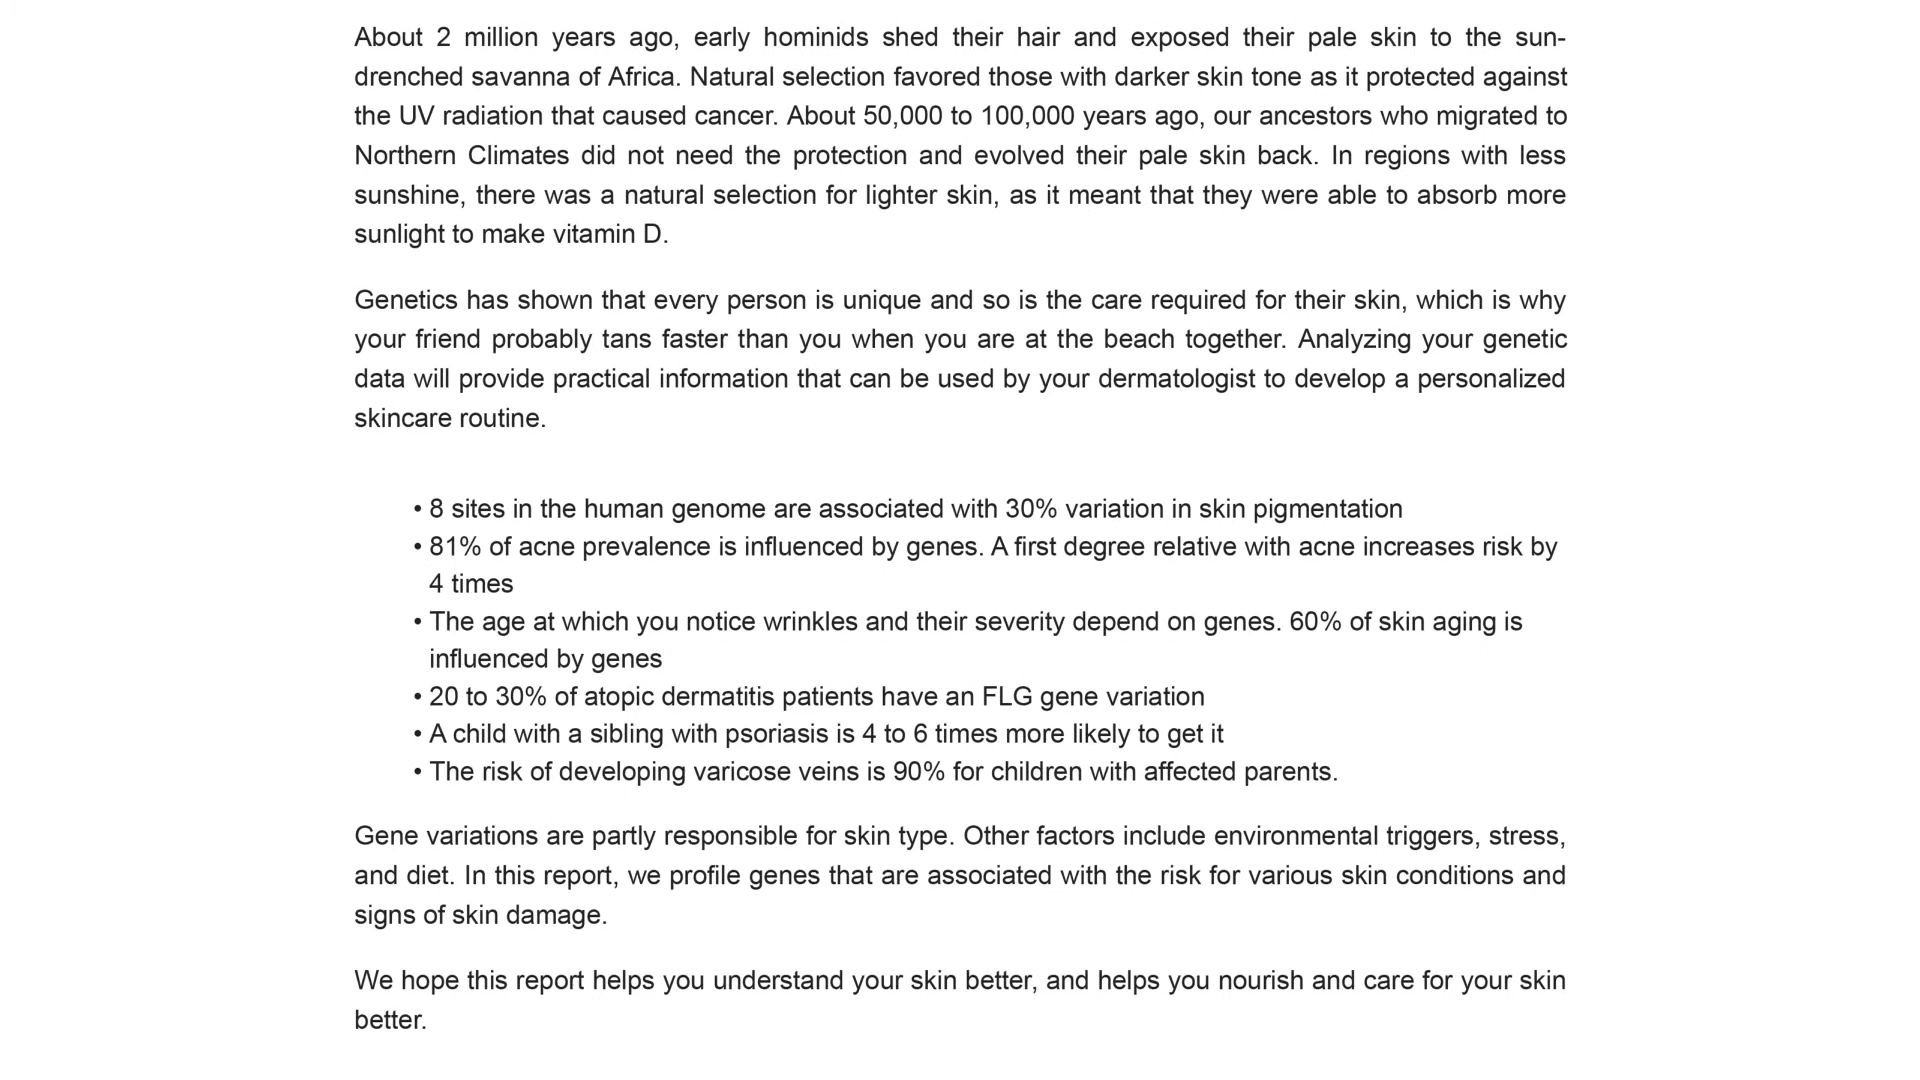 About 2 million years ago, early hominids shed their hair and exposed their pale skin to the sun-
drenched savanna of Africa. Natural selection favored those with darker skin tone as it protected against
the UV radiation that caused cancer. About 50,000 to 100,000 years ago, our ancestors who migrated to
Northern Climates did not need the protection and evolved their pale skin back. In regions with less
sunshine, there was a natural selection for lighter skin, as it meant that they were able to absorb more
sunlight to make vitamin D.
Genetics has shown that every person is unique and so is the care required for their skin, which is why
your friend probably tans faster than you when you are at the beach together. Analyzing your genetic
data will provide practical information that can be used by your dermatologist to develop a personalized
skincare routine.
• 8 sites in the human genome are associated with 30% variation in skin pigmentation
• 81% of acne prevalence is influenced by genes. A first degree relative with acne increases risk by
4 times
• The age at which you notice wrinkles and their severity depend on genes. 60% of skin aging is
influenced by genes
• 20 to 30% of atopic dermatitis patients have an FLG gene variation
• A child with a sibling with psoriasis is 4 to 6 times more likely to get it
• The risk of developing varicose veins is 90% for children with affected parents.
Gene variations are partly responsible for skin type. Other factors include environmental triggers, stress,
and diet. In this report, we profile genes that are associated with the risk for various skin conditions and
signs of skin damage.
We hope this report helps you understand your skin better, and helps you nourish and care for your skin
better.